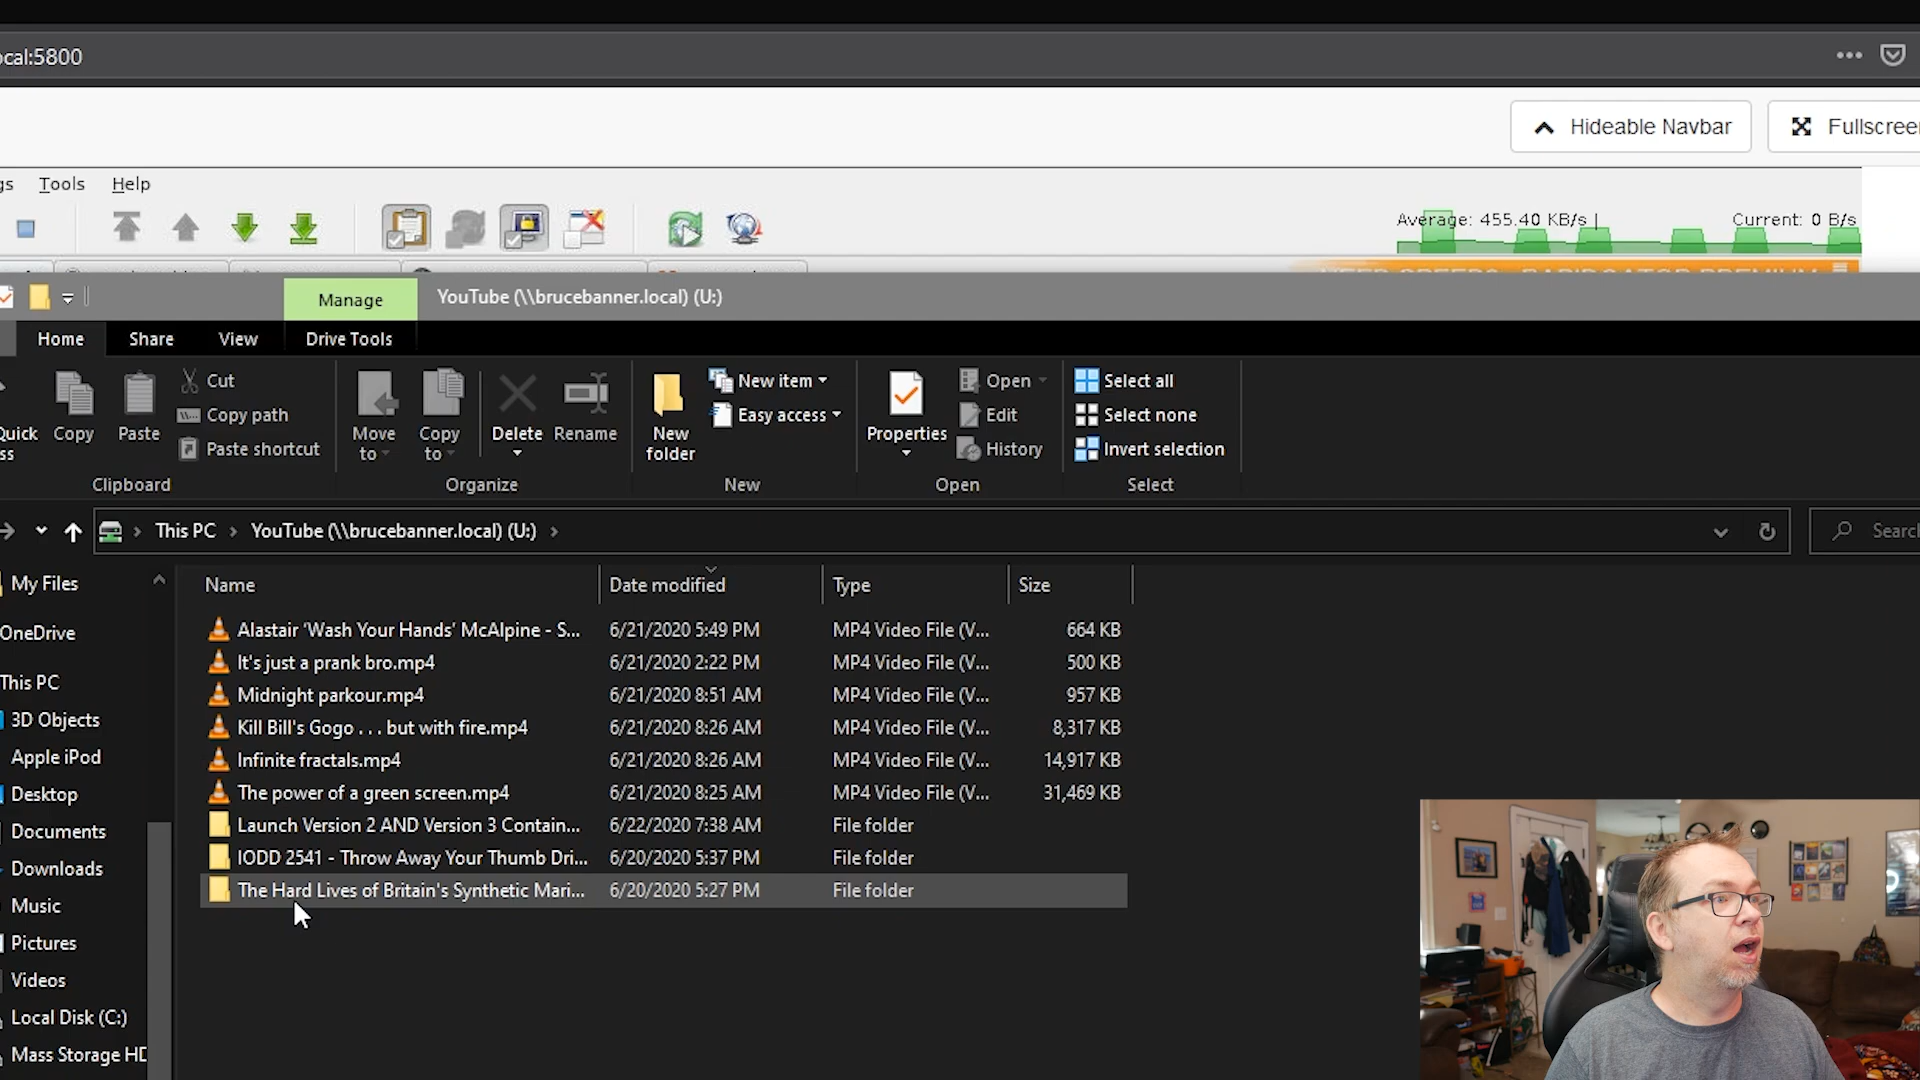 ocal:5800
Hideable Navbar
Fullscreen
gs Tools Help
Average: 455.40 KB/s
Current: 0 B/s
Manage YouTube (\\brucebanner.local) (U:)
Home Share View Drive Tools
Quick
ss
Copy
Paste
Cut
Copy path
Paste shortcut
Clipboard
Move
to
Copy
to
Delete
Rename
Organize
New
folder
New item
Easy access
New
Properties
Open
Edit
History
Open
Select all
Select none
Invert selection
Select
This PC > YouTube (\\brucebanner.local) (U:) >
Search
My Files
OneDrive
This PC
3D Objects
Apple iPod
Desktop
Documents
Downloads
Music
Pictures
Videos
Local Disk (C:)
Mass Storage HD
Name Date modified Type Size
Alastair ‘Wash Your Hands’ McAlpine - S... 6/21/2020 5:49 PM MP4 Video File (V... 664 KB
It's just a prank bro.mp4 6/21/2020 2:22 PM MP4 Video File (V... 500 KB
Midnight parkour.mp4 6/21/2020 8:51 AM MP4 Video File (V... 957 KB
Kill Bill's Gogo . . . but with fire.mp4 6/21/2020 8:26 AM MP4 Video File (V... 8,317 KB
Infinite fractals.mp4 6/21/2020 8:26 AM MP4 Video File (V... 14,917 KB
The power of a green screen.mp4 6/21/2020 8:25 AM MP4 Video File (V... 31,469 KB
Launch Version 2 AND Version 3 Contain... 6/22/2020 7:38 AM File folder
IODD 2541 - Throw Away Your Thumb Dri... 6/20/2020 5:37 PM File folder
The Hard Lives of Britain's Synthetic Mari... 6/20/2020 5:27 PM File folder